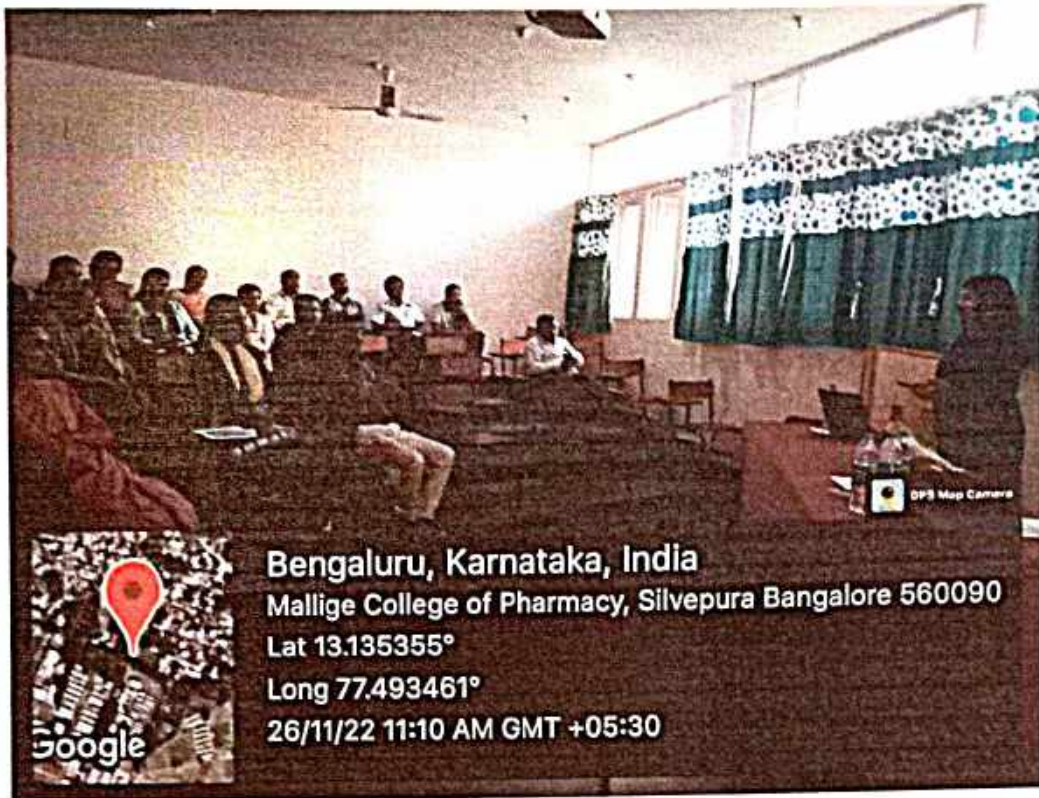 GPS Map Camera
Bengaluru, Karnataka, India
Mallige College of Pharmacy, Silvepura Bangalore 560090
Lat 13.135355°
Long 77.493461°
26/11/22 11:10 AM GMT +05:30
Google